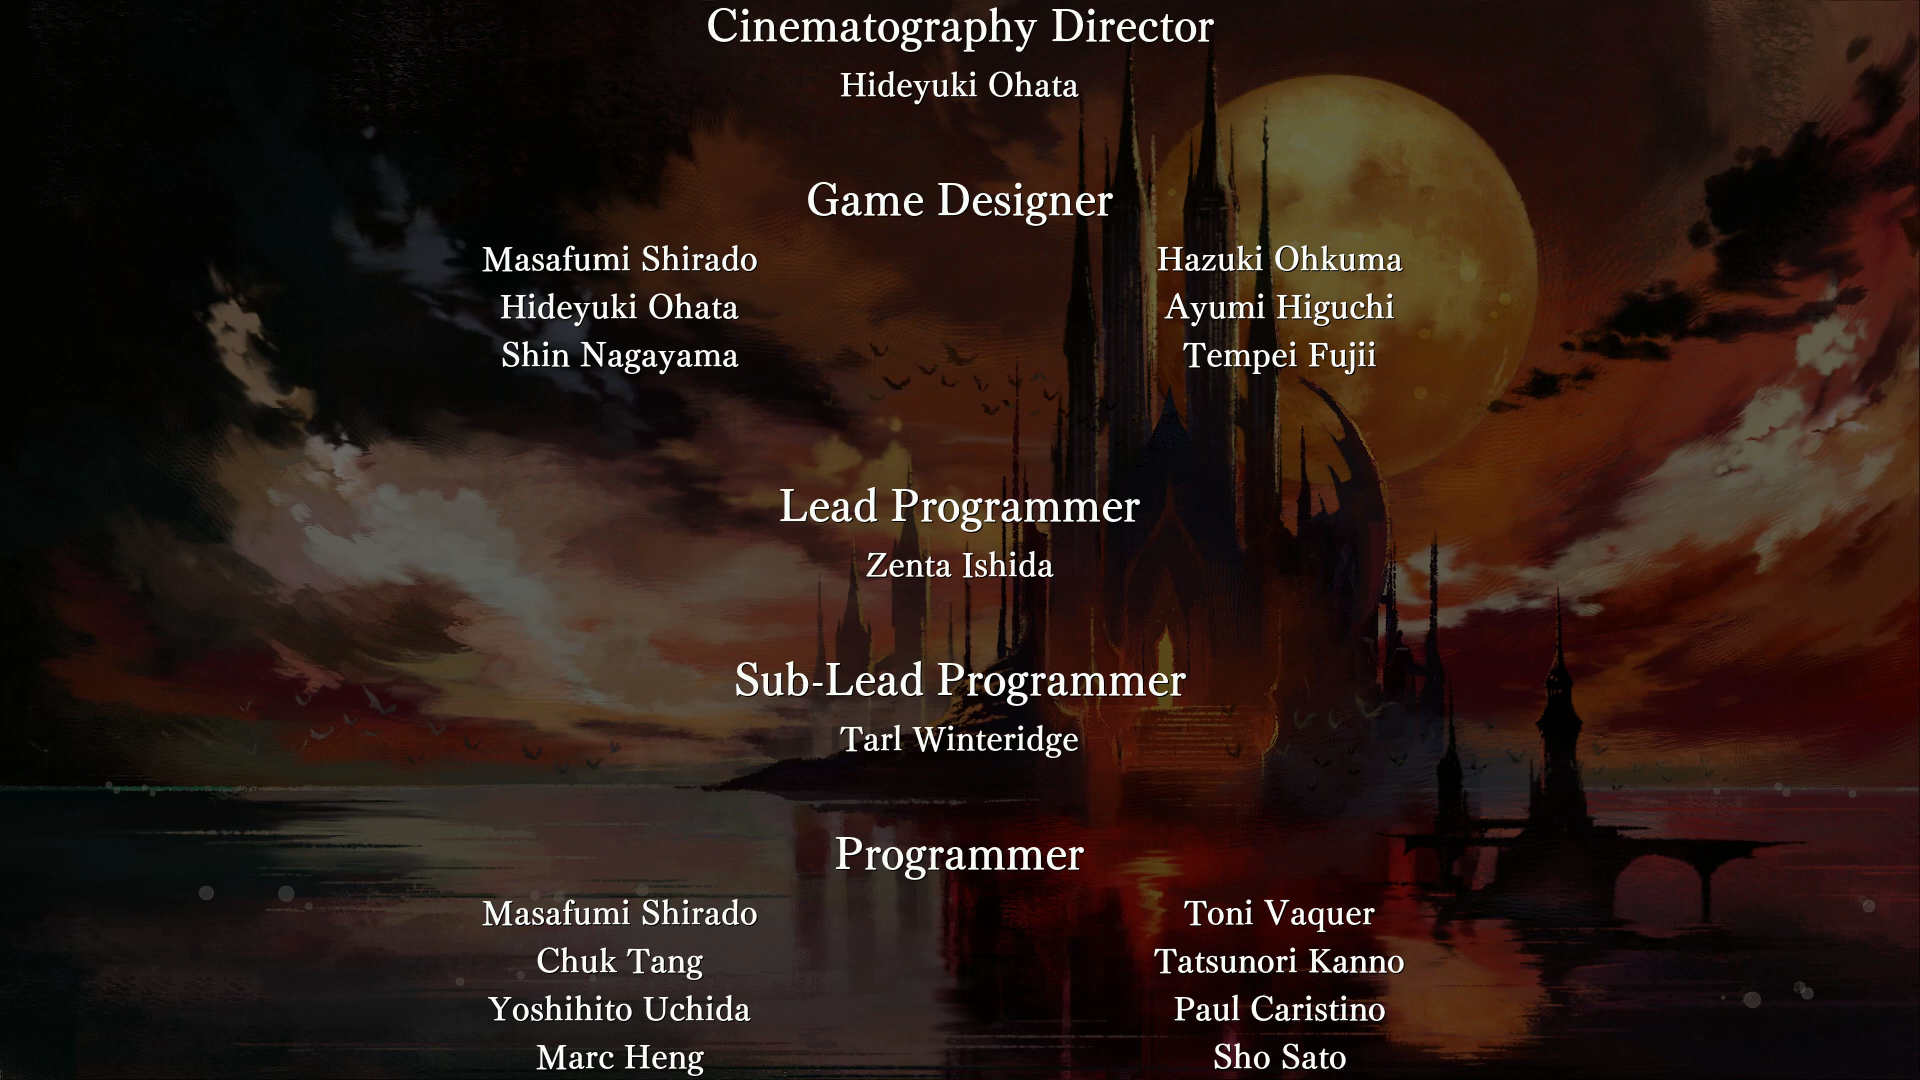 Cinematography Director
Hideyuki Ohata
Game Designer
Masafumi Shirado Hazuki Ohkuma
Hideyuki Ohata Ayumi Higuchi
Shin Nagayama Tempei Fujii
Lead Programmer
Zenta Ishida
Sub-Lead Programmer
Tarl Winteridge
Programmer
Masafumi Shirado Toni Vaquer
Chuk Tang Tatsunori Kanno
Yoshihito Uchida Paul Caristino
Marc Heng Sho Sato